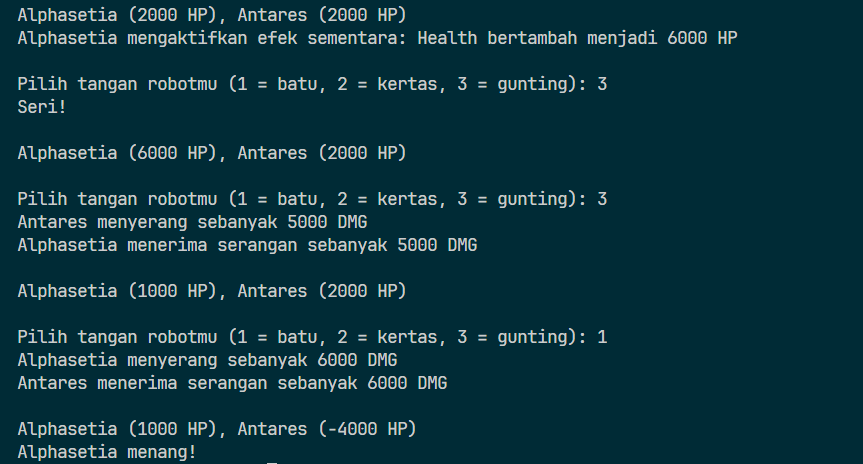 Alphasetia (2000 HP), Antares (2000 HP)
Alphasetia mengaktifkan efek sementara: Health bertambah menjadi 6000 HP
Pilih tangan robotmu (1 = batu, 2 = kertas, 3 = gunting): 3
Seri!
Alphasetia (6000 HP), Antares (2000 HP)
Pilih tangan robotmu (1 = batu, 2 = kertas, 3 = gunting): 3
Antares menyerang sebanyak 5000 DMG
Alphasetia menerima serangan sebanyak 5000 DMG
Alphasetia (1000 HP), Antares (2000 HP)
Pilih tangan robotmu (1 = batu, 2 = kertas, 3 = gunting): 1
Alphasetia menyerang sebanyak 6000 DMG
Antares menerima serangan sebanyak 6000 DMG
Alphasetia (1000 HP), Antares (-4000 HP)
Alphasetia menang!